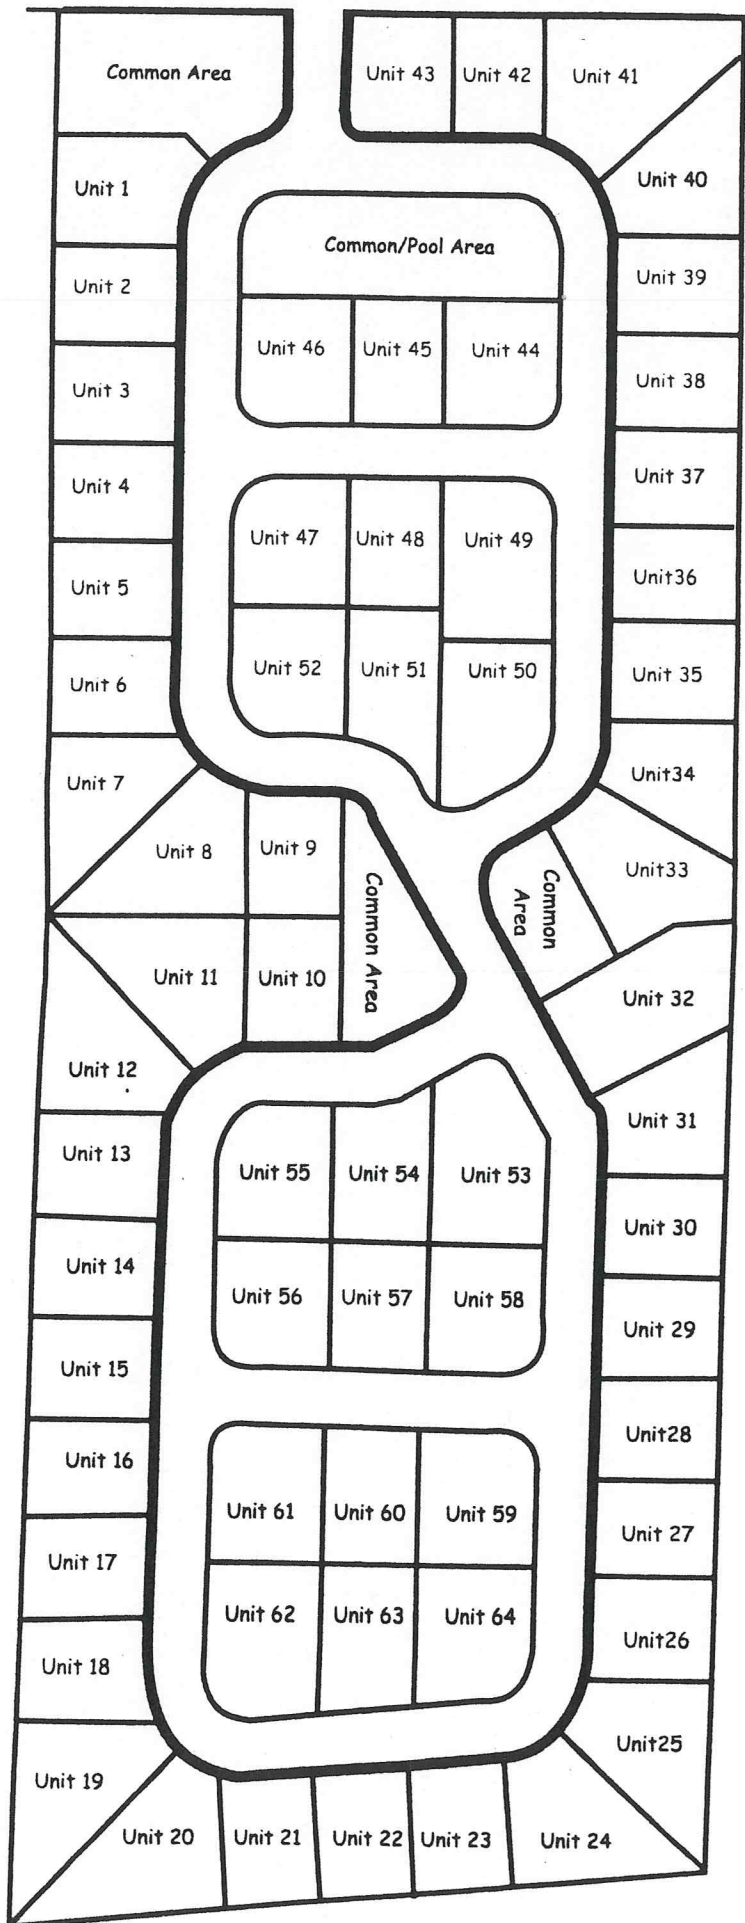 Common Area
Unit 43
Unit 42
Unit 41
Unit 1
Unit 40
Common/Pool Area
Unit 2
Unit 39
Unit 46
Unit 45
Unit 44
Unit 3
Unit 38
Unit 4
Unit 37
Unit 47
Unit 48
Unit 49
Unit 5
Unit36
Unit 52
Unit 51
Unit 50
Unit 6
Unit 35
Unit 7
Unit34
Unit 8
Unit 9
Common Area
Common
Area
Unit33
Unit 11
Unit 10
Unit 32
Unit 12
Unit 31
Unit 13
Unit 55
Unit 54
Unit 53
Unit 30
Unit 14
Unit 56
Unit 57
Unit 58
Unit 29
Unit 15
Unit28
Unit 16
Unit 61
Unit 60
Unit 59
Unit 27
Unit 17
Unit 62
Unit 63
Unit 64
Unit26
Unit 18
Unit25
Unit 19
Unit 20
Unit 21
Unit 22
Unit 23
Unit 24